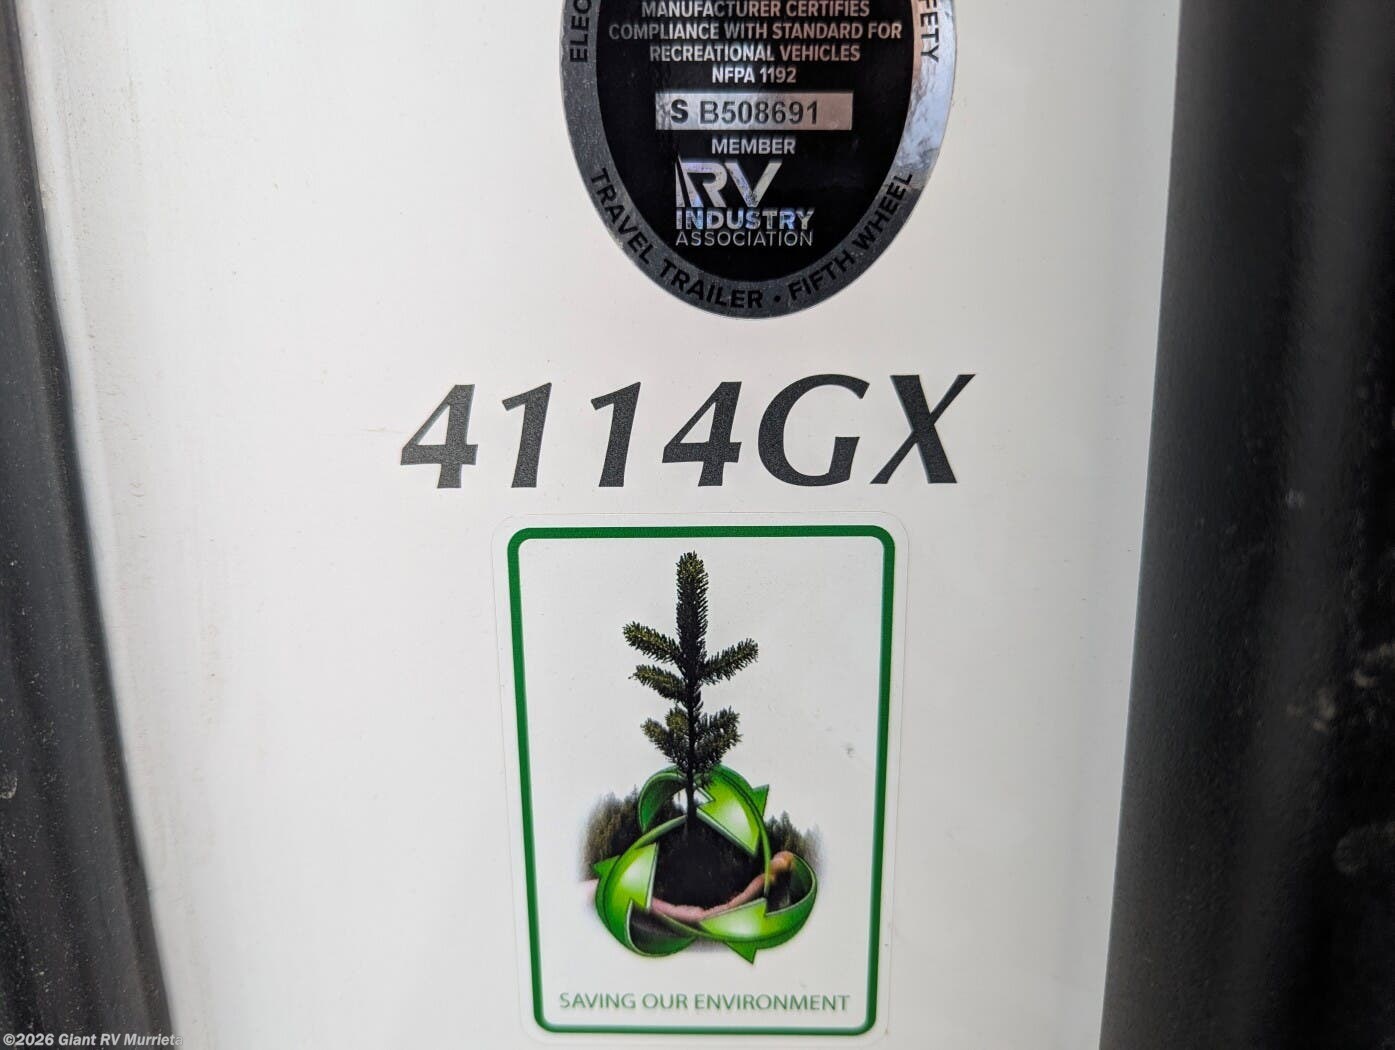 MANUFACTURER CERTIFIES
COMPLIANCE WITH STANDARD FOR
RECREATIONAL VEHICLES
NFPA 1192
S B508691
MEMBER
RV
INDUSTRY
ASSOCIATION
TRAVEL TRAILER • FIFTH WHEEL
4114GX
SAVING OUR ENVIRONMENT
©2026 Giant RV Murrieta